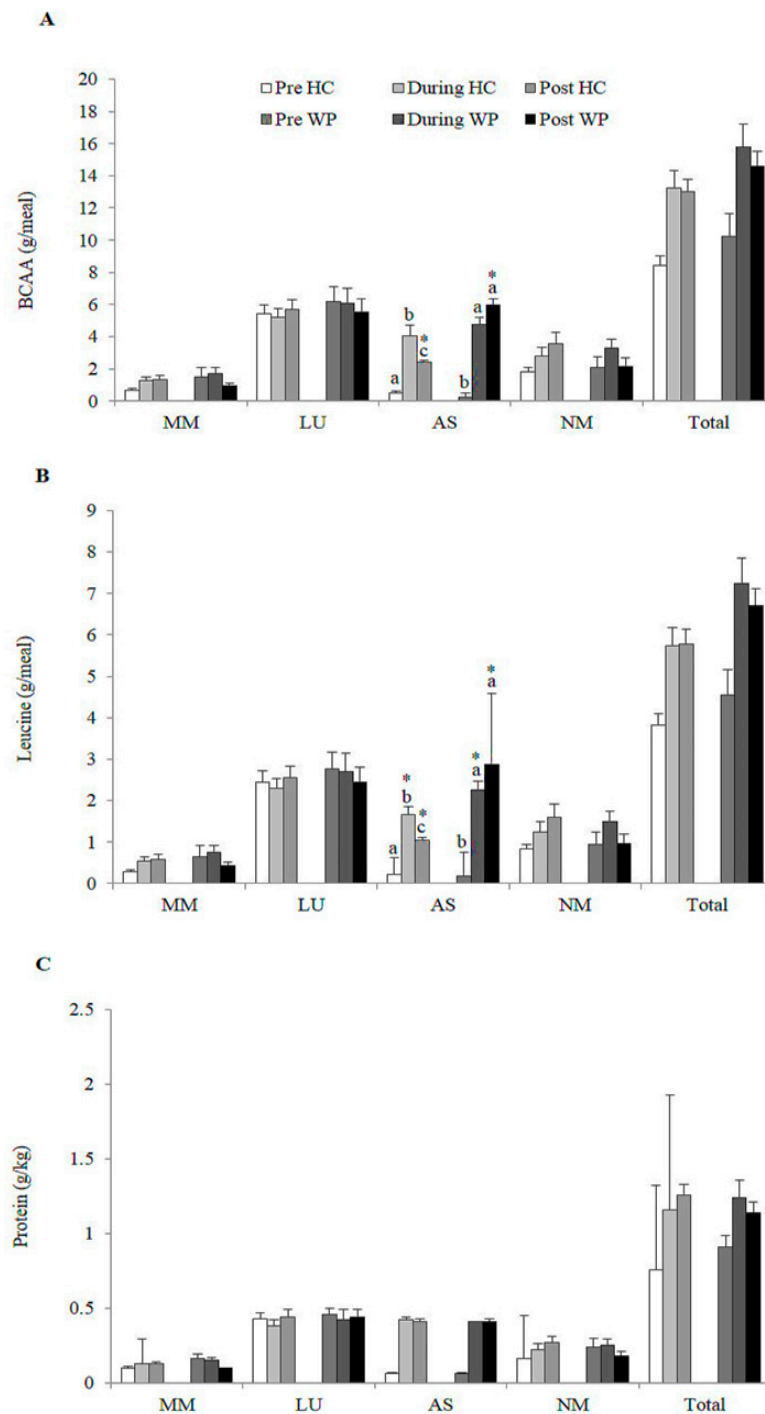 A
20
18
16
14
12
10
8
6
4
2
0
BCAA (g/meal)
Pre HC During HC Post HC
Pre WP During WP Post WP
a b * c b a * a
MM LU AS NM Total
B
9
8
7
6
5
4
3
2
1
0
Leucine (g/meal)
a * b * c b * a * a
MM LU AS NM Total
C
2.5
2
1.5
1
0.5
0
Protein (g/kg)
MM LU AS NM Total